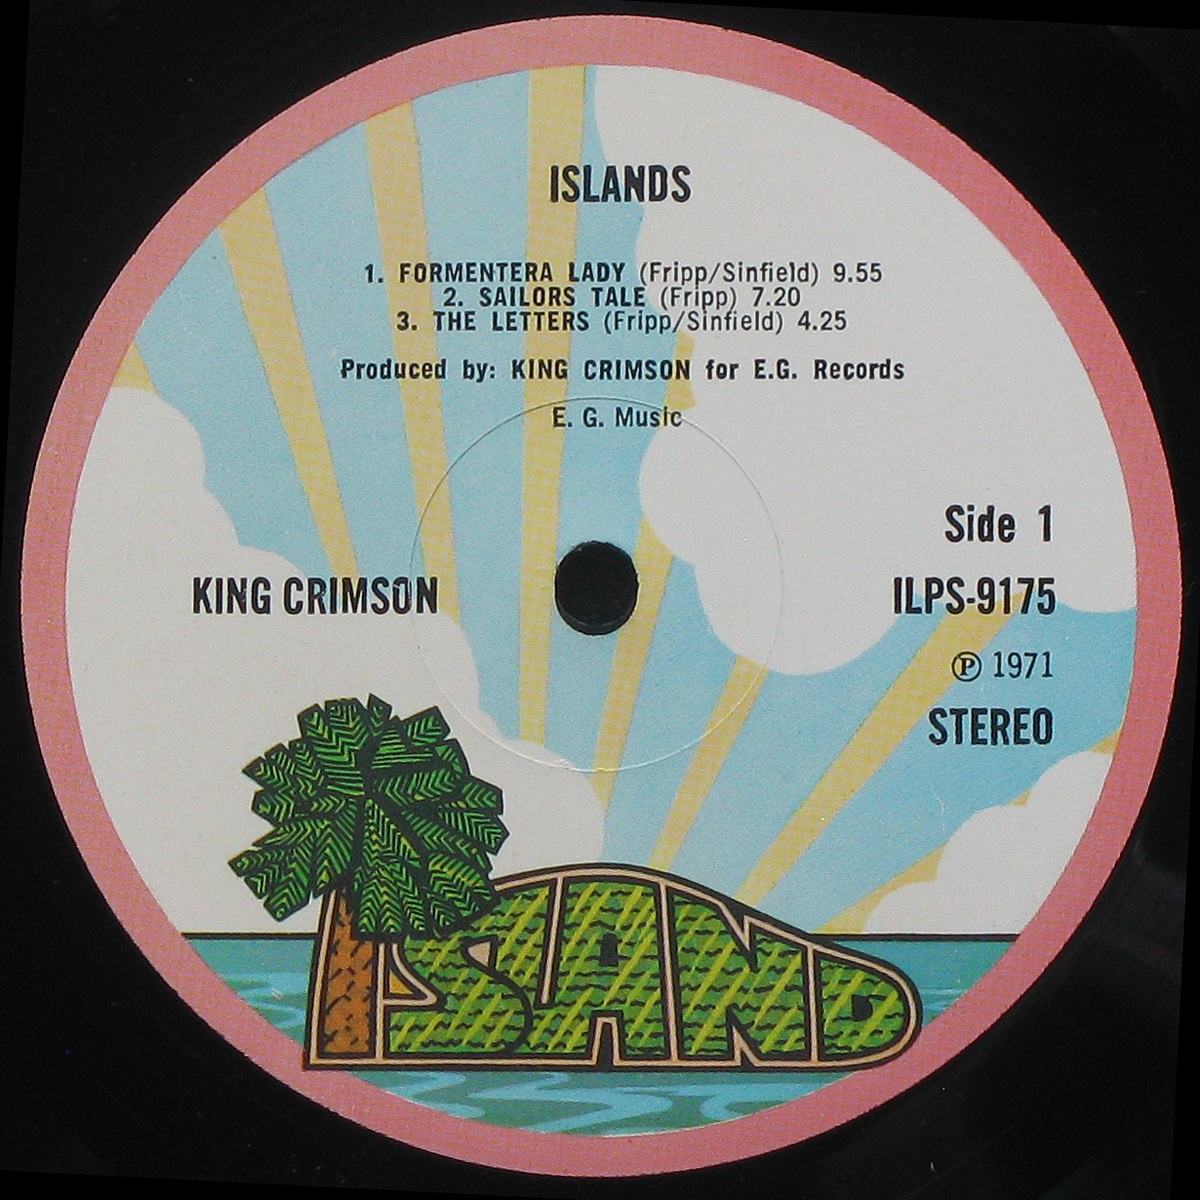 ISLANDS
1. FORMENTERA LADY (Fripp/Sinfield) 9.55
2. SAILORS TALE (Fripp) 7.20
3. THE LETTERS (Fripp/Sinfield) 4.25
Produced by: KING CRIMSON for E.G. Records
E. G. Music
Side 1
KING CRIMSON
ILPS-9175
Ⓟ 1971
STEREO
ISLAND